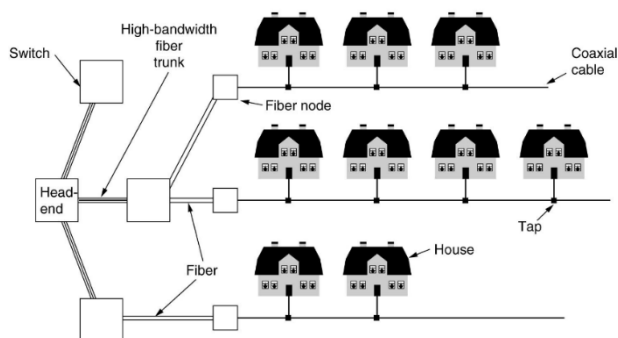 High-bandwidth
fiber
trunk
Switch
Coaxial
cable
Fiber node
Head-
end
Tap
Fiber
House